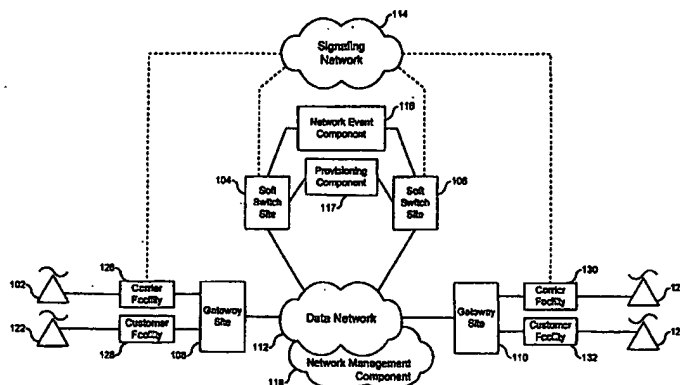 114
Signaling
Network
116
Network Event
Component
104
Soft
Switch
Site
Provisioning
Component
117
106
Soft
Switch
Site
126
102
Carrier
Facility
122
Customer
Facility
128
Gateway
Site
108
Data Network
112
Network Management
Component
118
Gateway
Site
110
130
Carrier
Facility
Customer
Facility
132